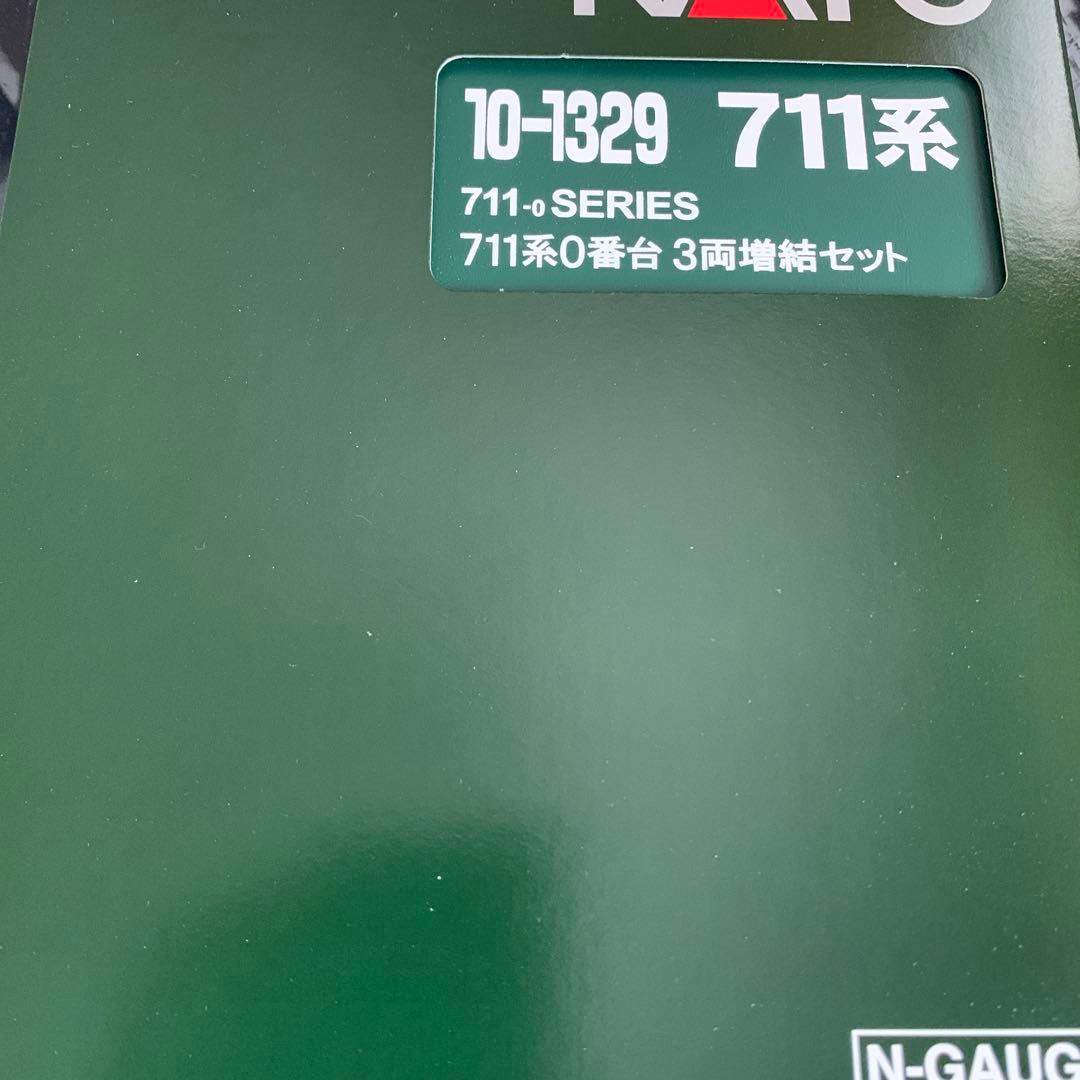 KATO
10-1329 711系
711-0 SERIES
711系0番台 3両増結セット
N-GAUG